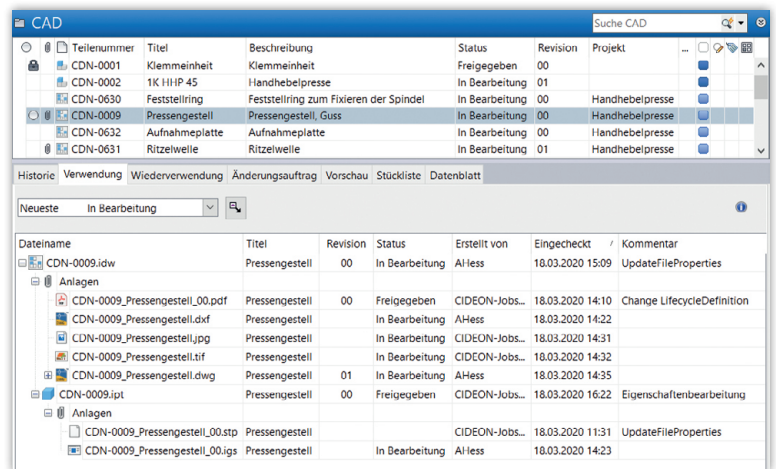 CAD Suche CAD
Teilenummer Titel Beschreibung Status Revision Projekt ...
CDN-0001 Klemmeinheit Klemmeinheit Freigegeben 00
CDN-0002 1K HHP 45 Handhebelpresse In Bearbeitung 01
CDN-0630 Feststellring Feststellring zum Fixieren der Spindel In Bearbeitung 00 Handhebelpresse
CDN-0009 Pressengestell Pressengestell, Guss In Bearbeitung 00 Handhebelpresse
CDN-0632 Aufnahmeplatte Aufnahmeplatte In Bearbeitung 00 Handhebelpresse
CDN-0631 Ritzelwelle Ritzelwelle In Bearbeitung 01 Handhebelpresse
Historie Verwendung Wiederverwendung Änderungsauftrag Vorschau Stückliste Datenblatt
Neueste In Bearbeitung
Dateiname Titel Revision Status Erstellt von Eingecheckt / Kommentar
CDN-0009.idw Pressengestell 00 In Bearbeitung AHess 18.03.2020 15:09 UpdateFileProperties
Anlagen
CDN-0009_Pressengestell_00.pdf Pressengestell 00 Freigegeben CIDEON-Jobs... 18.03.2020 14:10 Change LifecycleDefinition
CDN-0009_Pressengestell.dxf Pressengestell In Bearbeitung AHess 18.03.2020 14:22
CDN-0009_Pressengestell.jpg Pressengestell In Bearbeitung CIDEON-Jobs... 18.03.2020 14:31
CDN-0009_Pressengestell.tif Pressengestell In Bearbeitung CIDEON-Jobs... 18.03.2020 14:32
CDN-0009_Pressengestell.dwg Pressengestell 01 In Bearbeitung AHess 18.03.2020 14:35
CDN-0009.ipt Pressengestell 00 Freigegeben CIDEON-Jobs... 18.03.2020 16:22 Eigenschaftenbearbeitung
Anlagen
CDN-0009_Pressengestell_00.stp Pressengestell CIDEON-Jobs... 18.03.2020 11:31 UpdateFileProperties
CDN-0009_Pressengestell_00.igs Pressengestell In Bearbeitung AHess 18.03.2020 14:23